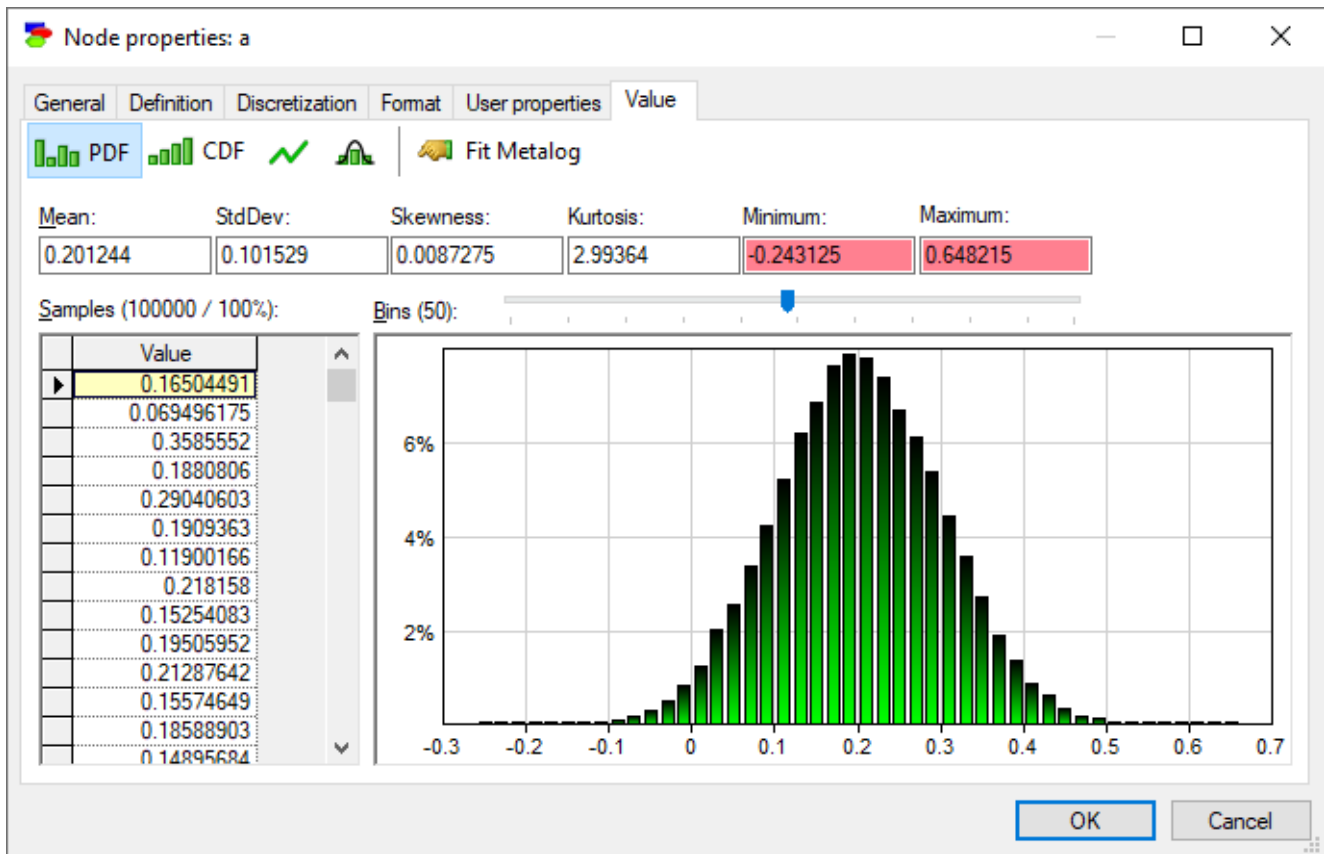 Node properties: a
General Definition Discretization Format User properties Value
PDF CDF Fit Metalog
Mean: StdDev: Skewness: Kurtosis: Minimum: Maximum:
0.201244 0.101529 0.0087275 2.99364 -0.243125 0.648215
Samples (100000 / 100%): Bins (50):
Value
0.16504491
0.069496175
0.3585552
0.1880806
0.29040603
0.1909363
0.11900166
0.218158
0.15254083
0.19505952
0.21287642
0.15574649
0.18588903
0.14895684
6%
4%
2%
-0.3 -0.2 -0.1 0 0.1 0.2 0.3 0.4 0.5 0.6 0.7
OK Cancel